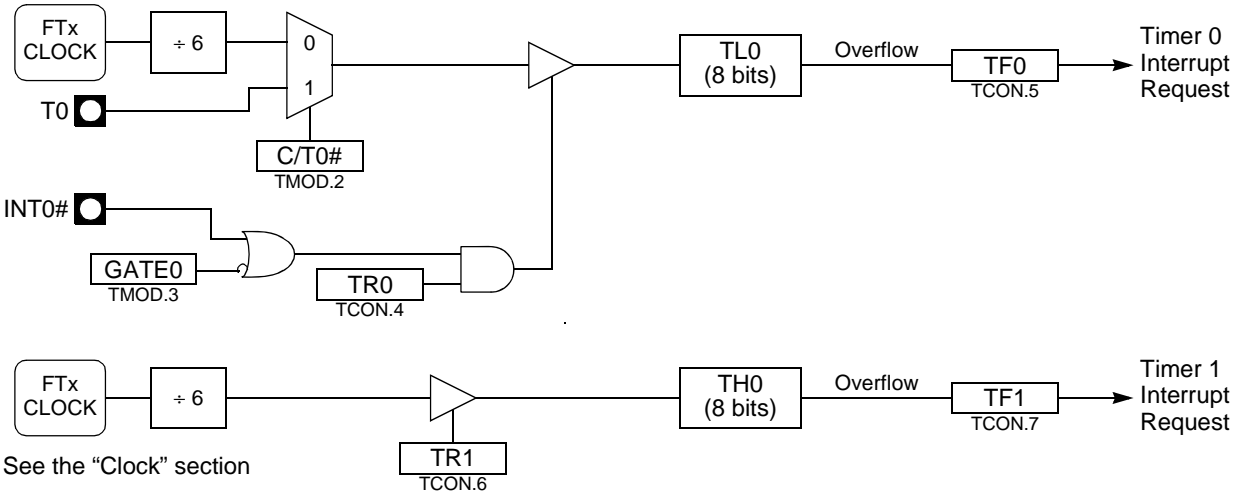 FTx
CLOCK
÷ 6
0
1
T0
C/T0#
TMOD.2
TL0
(8 bits)
Overflow
TF0
TCON.5
Timer 0
Interrupt
Request
INT0#
GATE0
TMOD.3
TR0
TCON.4
FTx
CLOCK
÷ 6
TR1
TCON.6
TH0
(8 bits)
Overflow
TF1
TCON.7
Timer 1
Interrupt
Request
See the “Clock” section